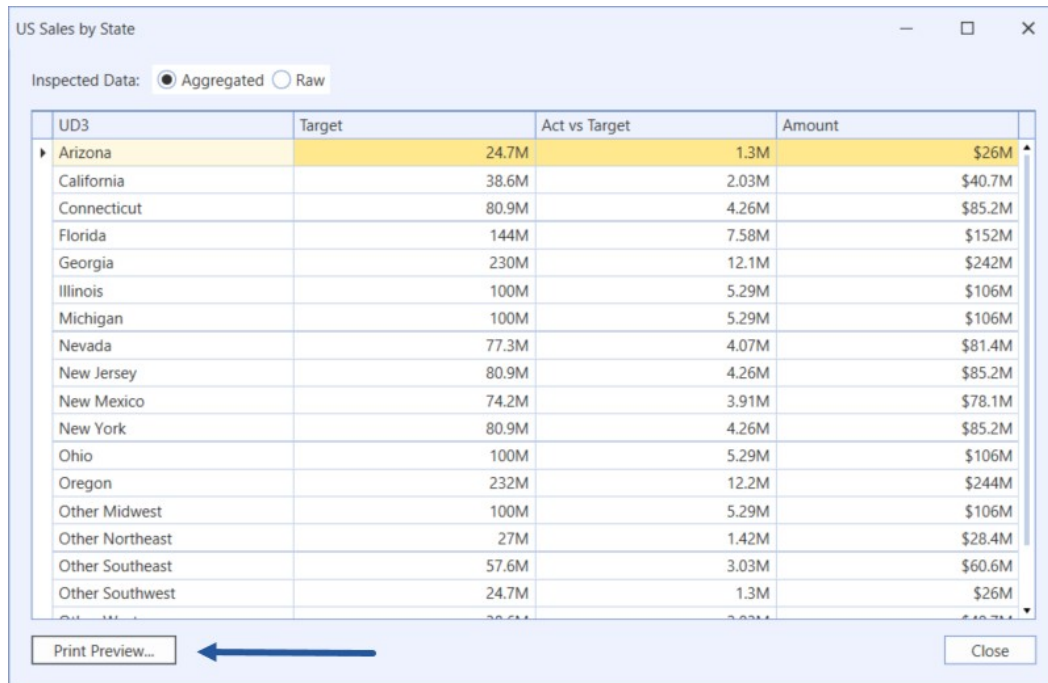 US Sales by State
Inspected Data: Aggregated Raw
UD3 Target Act vs Target Amount
Arizona 24.7M 1.3M $26M
California 38.6M 2.03M $40.7M
Connecticut 80.9M 4.26M $85.2M
Florida 144M 7.58M $152M
Georgia 230M 12.1M $242M
Illinois 100M 5.29M $106M
Michigan 100M 5.29M $106M
Nevada 77.3M 4.07M $81.4M
New Jersey 80.9M 4.26M $85.2M
New Mexico 74.2M 3.91M $78.1M
New York 80.9M 4.26M $85.2M
Ohio 100M 5.29M $106M
Oregon 232M 12.2M $244M
Other Midwest 100M 5.29M $106M
Other Northeast 27M 1.42M $28.4M
Other Southeast 57.6M 3.03M $60.6M
Other Southwest 24.7M 1.3M $26M
Print Preview... Close